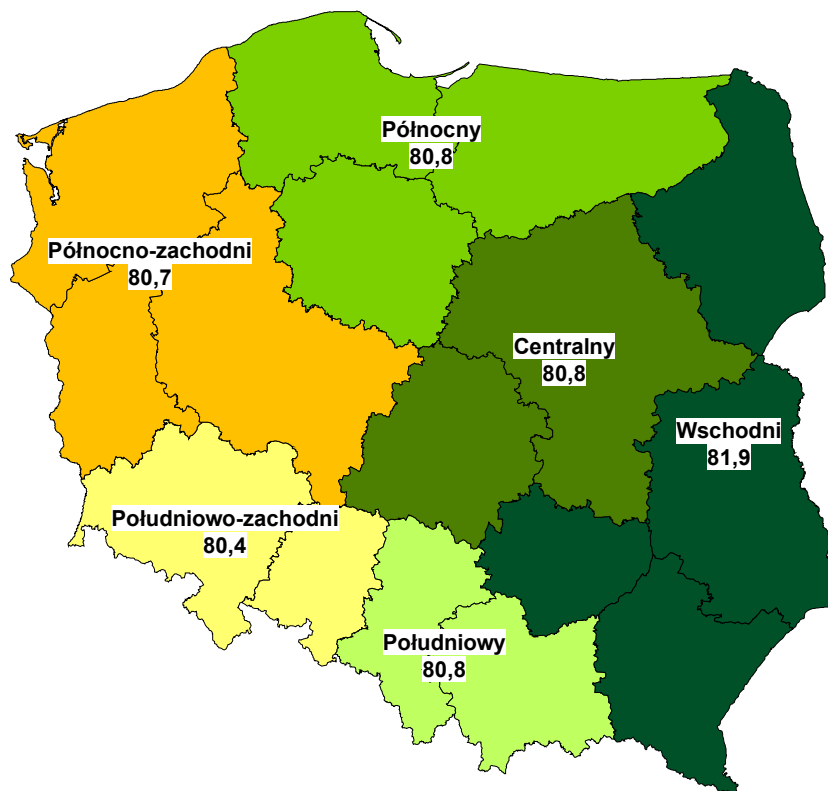 Północny
80,8
Północno-zachodni
80,7
Centralny
80,8
Wschodni
81,9
Południowo-zachodni
80,4
Południowy
80,8